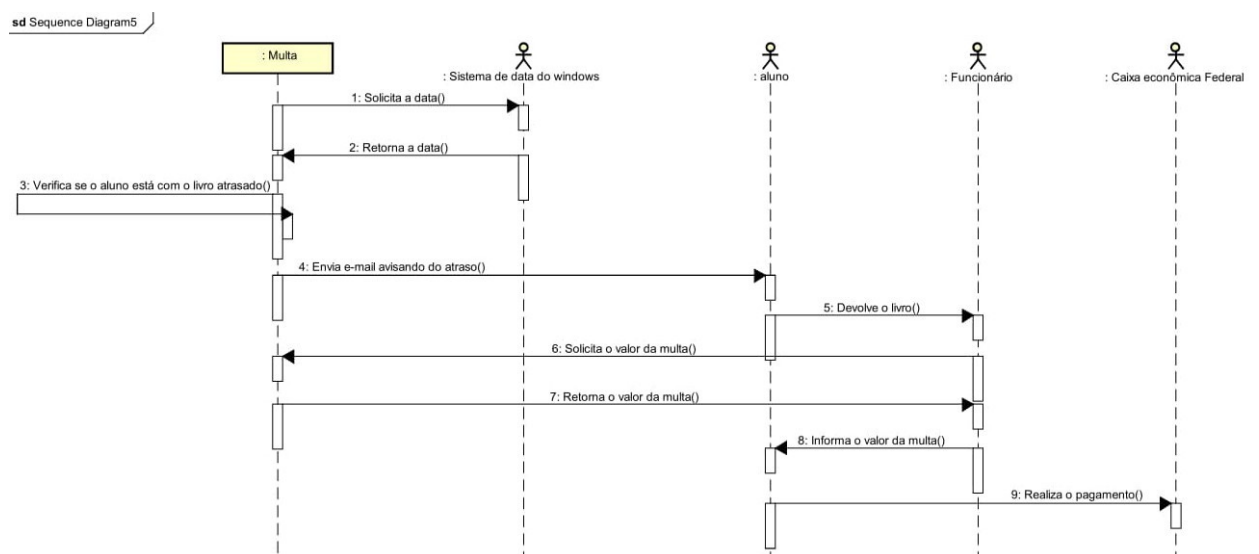 sd Sequence Diagram5
: Multa
: Sistema de data do windows
: aluno
: Funcionário
: Caixa econômica Federal
1: Solicita a data()
2: Retorna a data()
3: Verifica se o aluno está com o livro atrasado()
4: Envia e-mail avisando do atraso()
5: Devolve o livro()
6: Solicita o valor da multa()
7: Retorna o valor da multa()
8: Informa o valor da multa()
9: Realiza o pagamento()